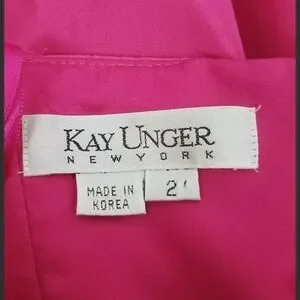 KAY UNGER
NEW YORK
MADE IN
KOREA
2